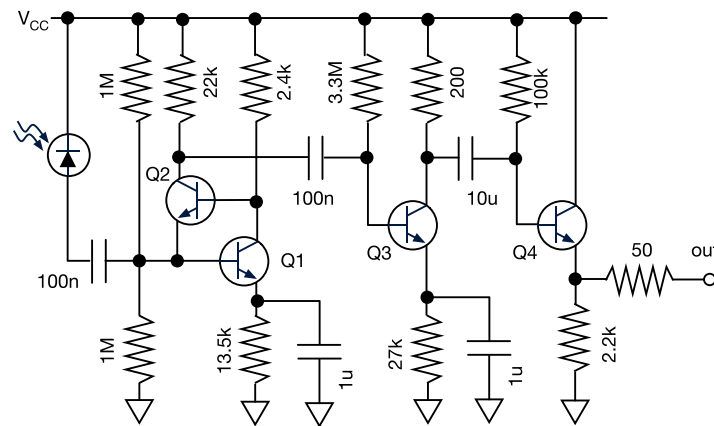 VCC
1M
22k
2.4k
3.3M
200
100k
Q2
100n
10u
Q1
Q3
Q4
50
out
100n
1M
13.5k
1u
27k
1u
2.2k